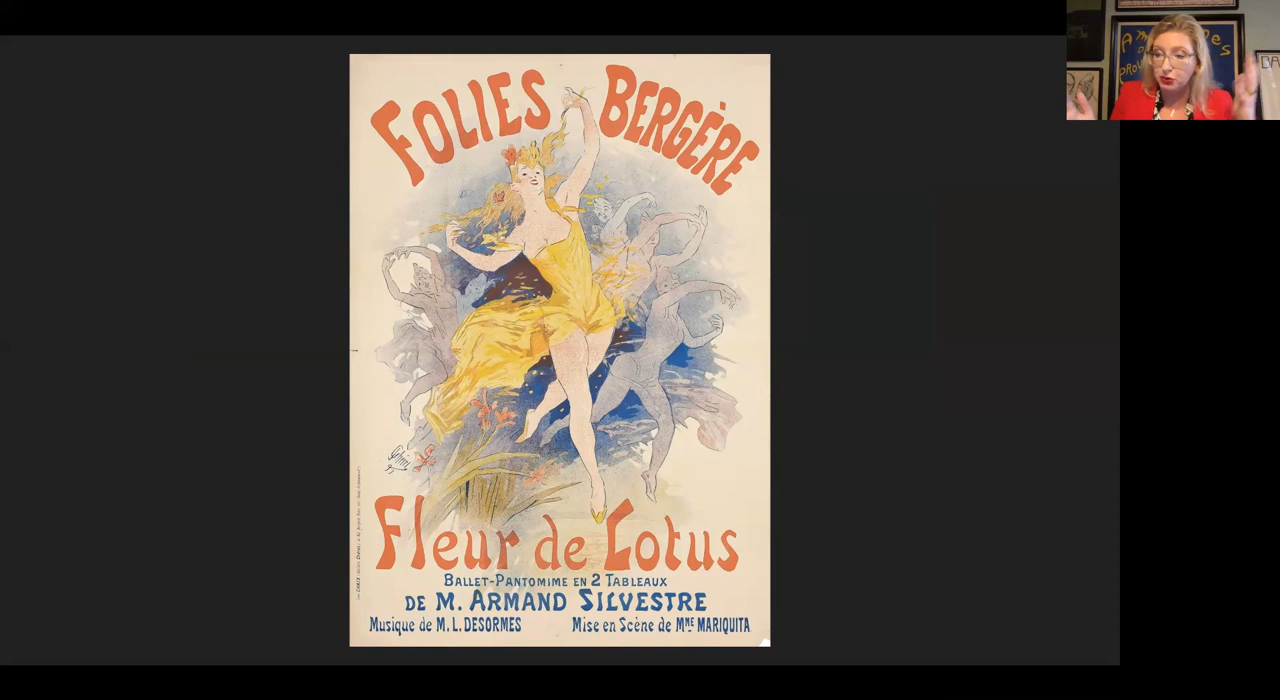 FOLIES BERGÈRE
Fleur de Lotus
BALLET-PANTOMIME EN 2 TABLEAUX
DE M. ARMAND SILVESTRE
Musique de M.L. DESORMES Mise en Scène de MME MARIQUITA